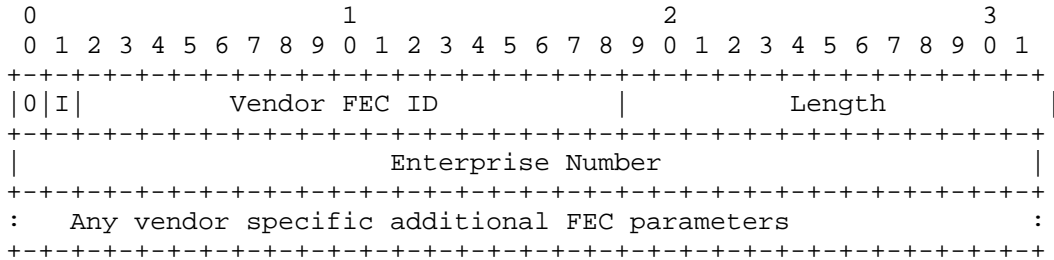 0                   1                   2                   3
 0 1 2 3 4 5 6 7 8 9 0 1 2 3 4 5 6 7 8 9 0 1 2 3 4 5 6 7 8 9 0 1
+-+-+-+-+-+-+-+-+-+-+-+-+-+-+-+-+-+-+-+-+-+-+-+-+-+-+-+-+-+-+-+-+
|0|I|         Vendor FEC ID           |          Length          |
+-+-+-+-+-+-+-+-+-+-+-+-+-+-+-+-+-+-+-+-+-+-+-+-+-+-+-+-+-+-+-+-+
|                       Enterprise Number                       |
+-+-+-+-+-+-+-+-+-+-+-+-+-+-+-+-+-+-+-+-+-+-+-+-+-+-+-+-+-+-+-+-+
:   Any vendor specific additional FEC parameters               :
+-+-+-+-+-+-+-+-+-+-+-+-+-+-+-+-+-+-+-+-+-+-+-+-+-+-+-+-+-+-+-+-+